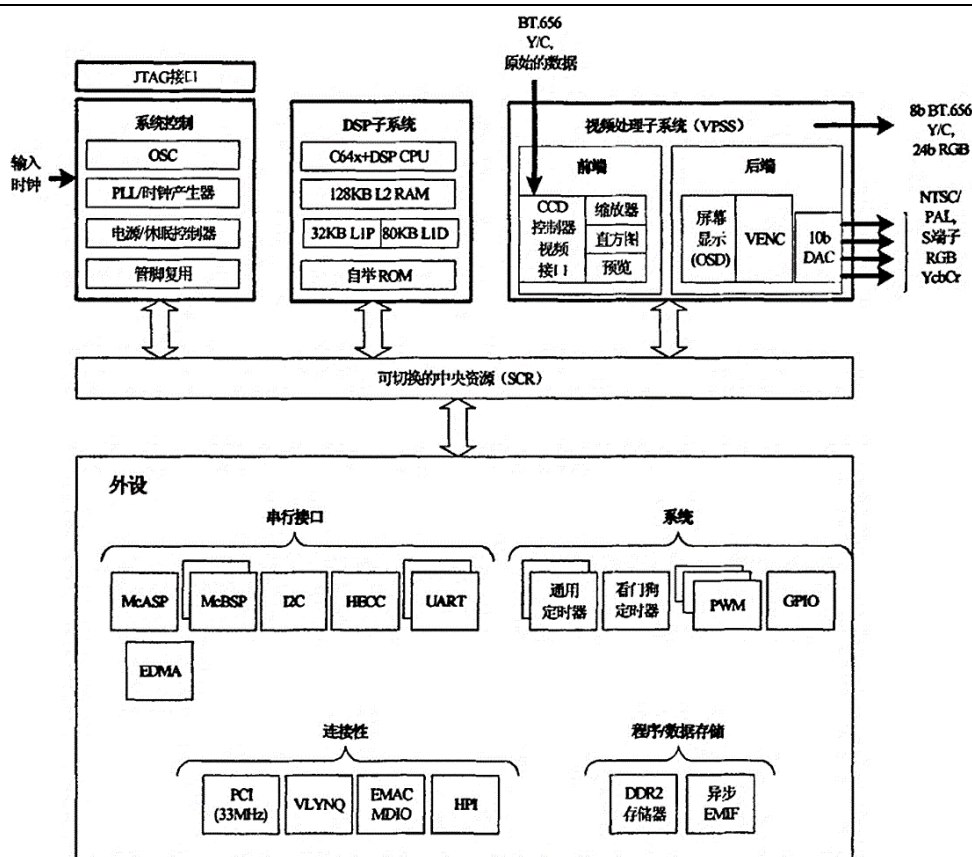 BT.656
Y/C,
原始的数据
JTAG接口
系统控制
OSC
PLL/时钟产生器
电源/休眠控制器
管脚复用
输入
时钟
DSP子系统
C64x+DSP CPU
128KB L2 RAM
32KB L1P
80KB L1D
自举 ROM
视频处理子系统（VPSS）
前端
CCD
控制器
视频
接口
缩放器
直方图
预览
后端
屏幕
显示
(OSD)
VENC
10b
DAC
8b BT.656
Y/C,
24b RGB
NTSC/
PAL,
S端子
RGB
YcbCr
可切换的中央资源（SCR）
外设
串行接口
McASP
McBSP
I2C
HECC
UART
EDMA
系统
通用
定时器
看门狗
定时器
PWM
GPIO
连接性
PCI
(33MHz)
VLYNQ
EMAC
MDIO
HPI
程序/数据存储
DDR2
存储器
异步
EMIF